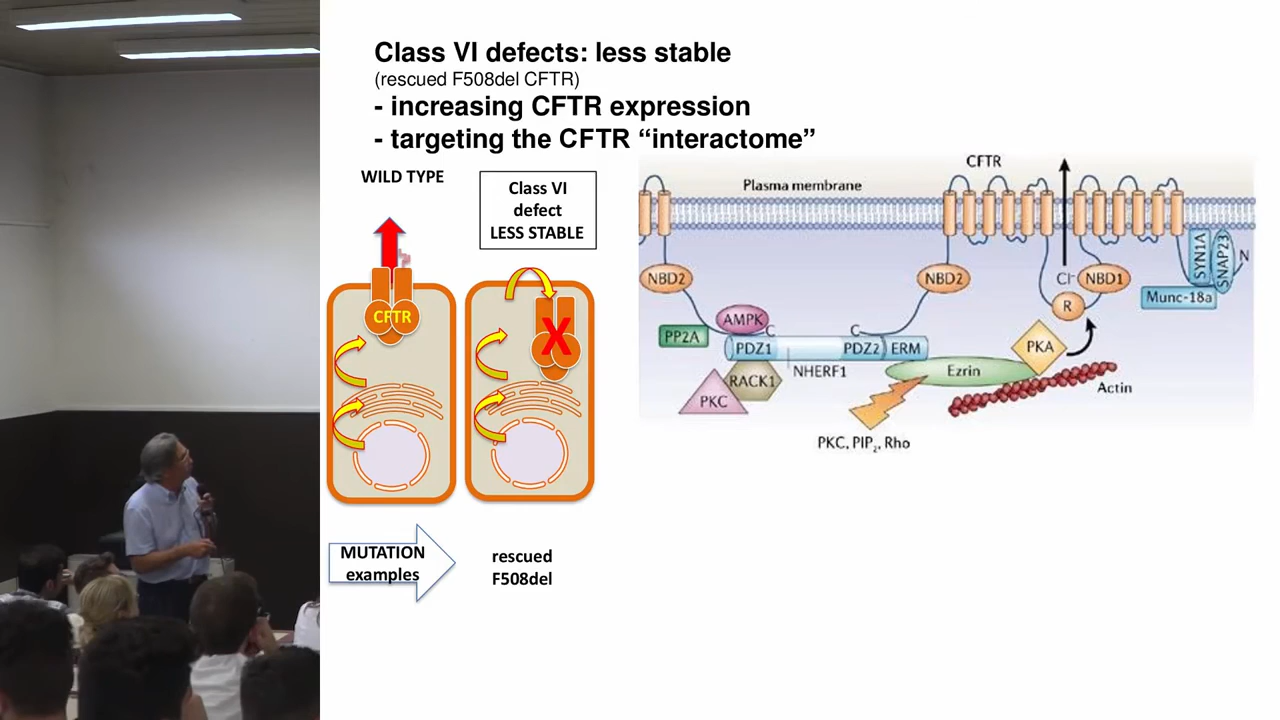 Class VI defects: less stable
(rescued F508del CFTR)
- increasing CFTR expression
- targeting the CFTR “interactome”
WILD TYPE
Class VI
defect
LESS STABLE
CFTR
X
MUTATION
examples
rescued
F508del
CFTR
Plasma membrane
NBD2
NBD2
Cl-
NBD1
R
SYN1A
SNAP23
N
Munc-18a
AMPK
PP2A
C
C
PDZ1
PDZ2
ERM
NHERF1
RACK1
PKC
Ezrin
PKA
Actin
PKC, PIP2, Rho